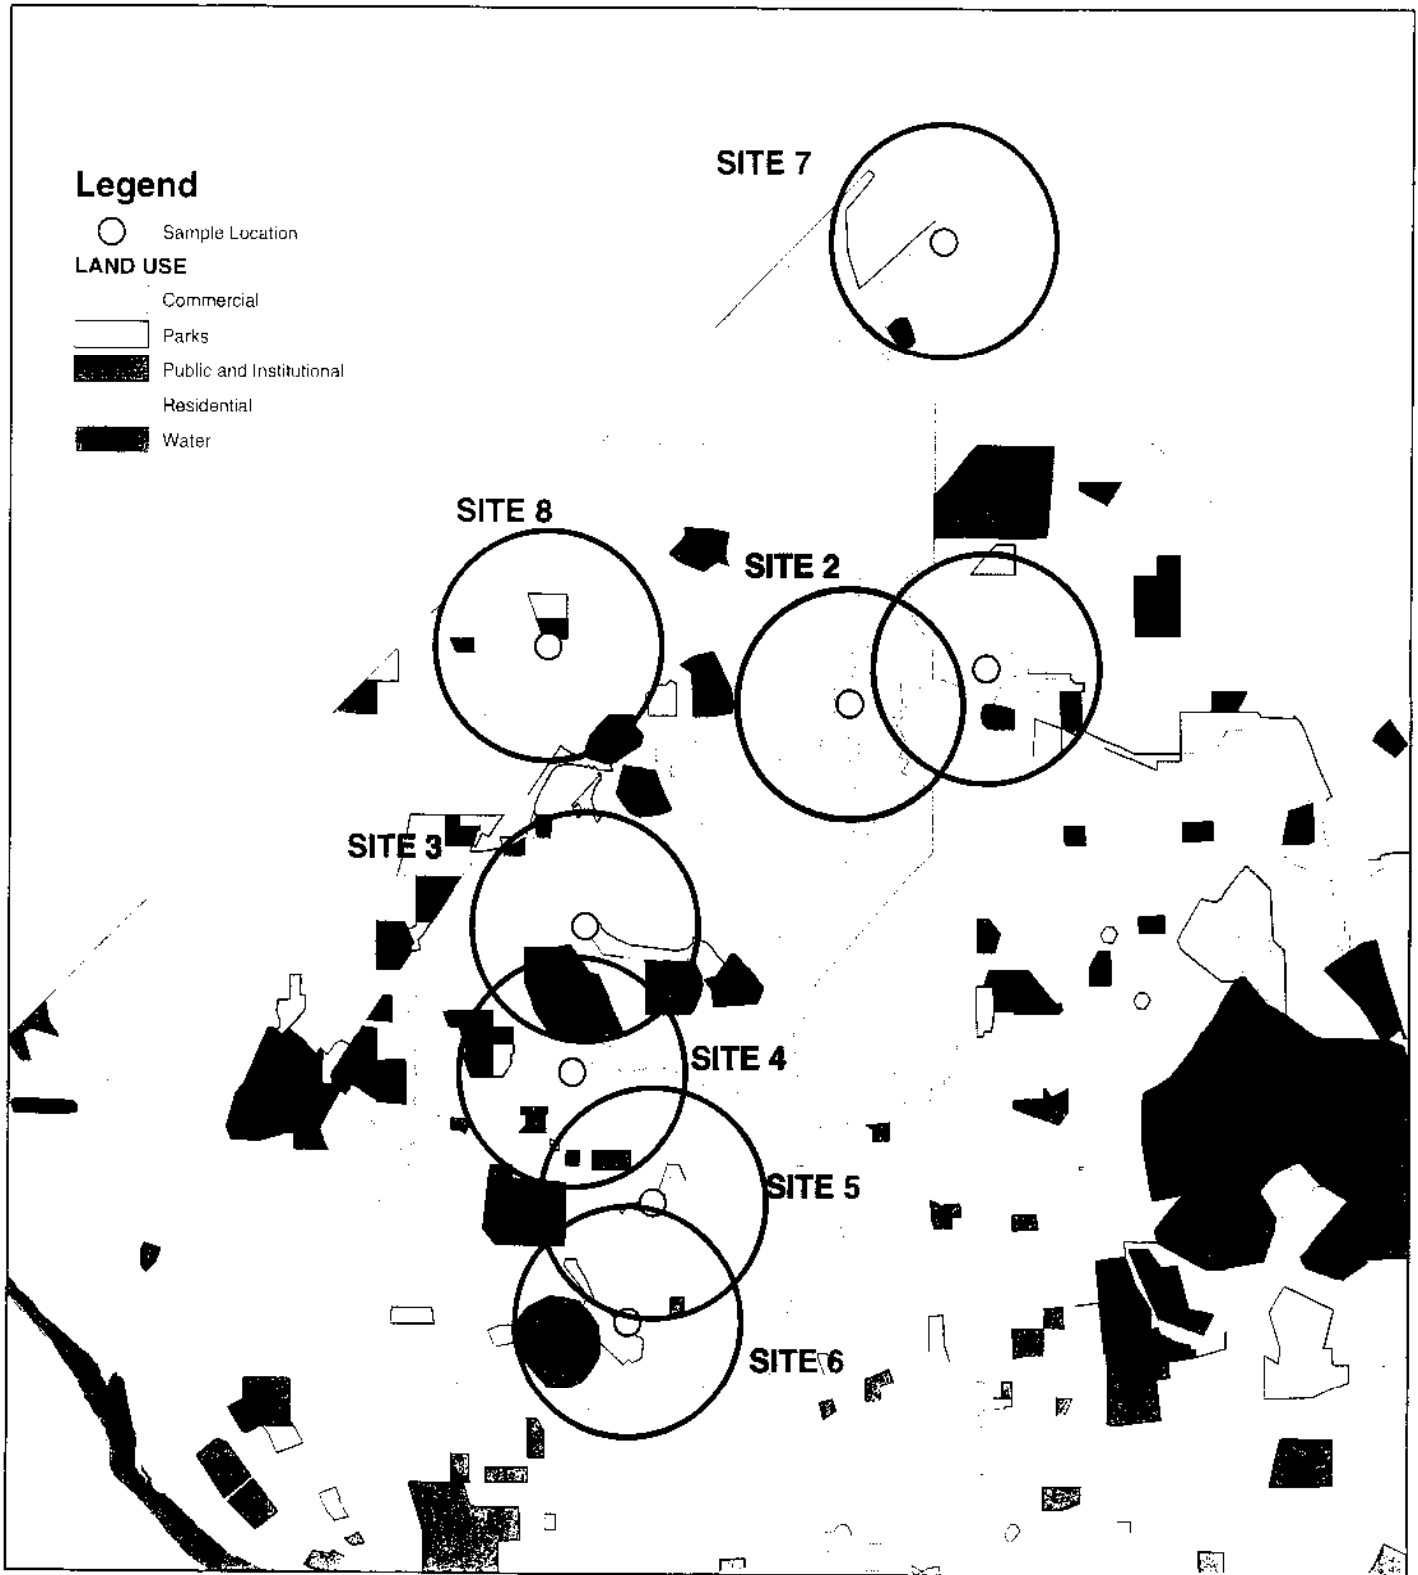 SITE 7
Legend
Sample Location
LAND USE
Commercial
Parks
Public and Institutional
Residential
Water
SITE 8
SITE 2
SITE 3
SITE 4
SITE 5
SITE 6